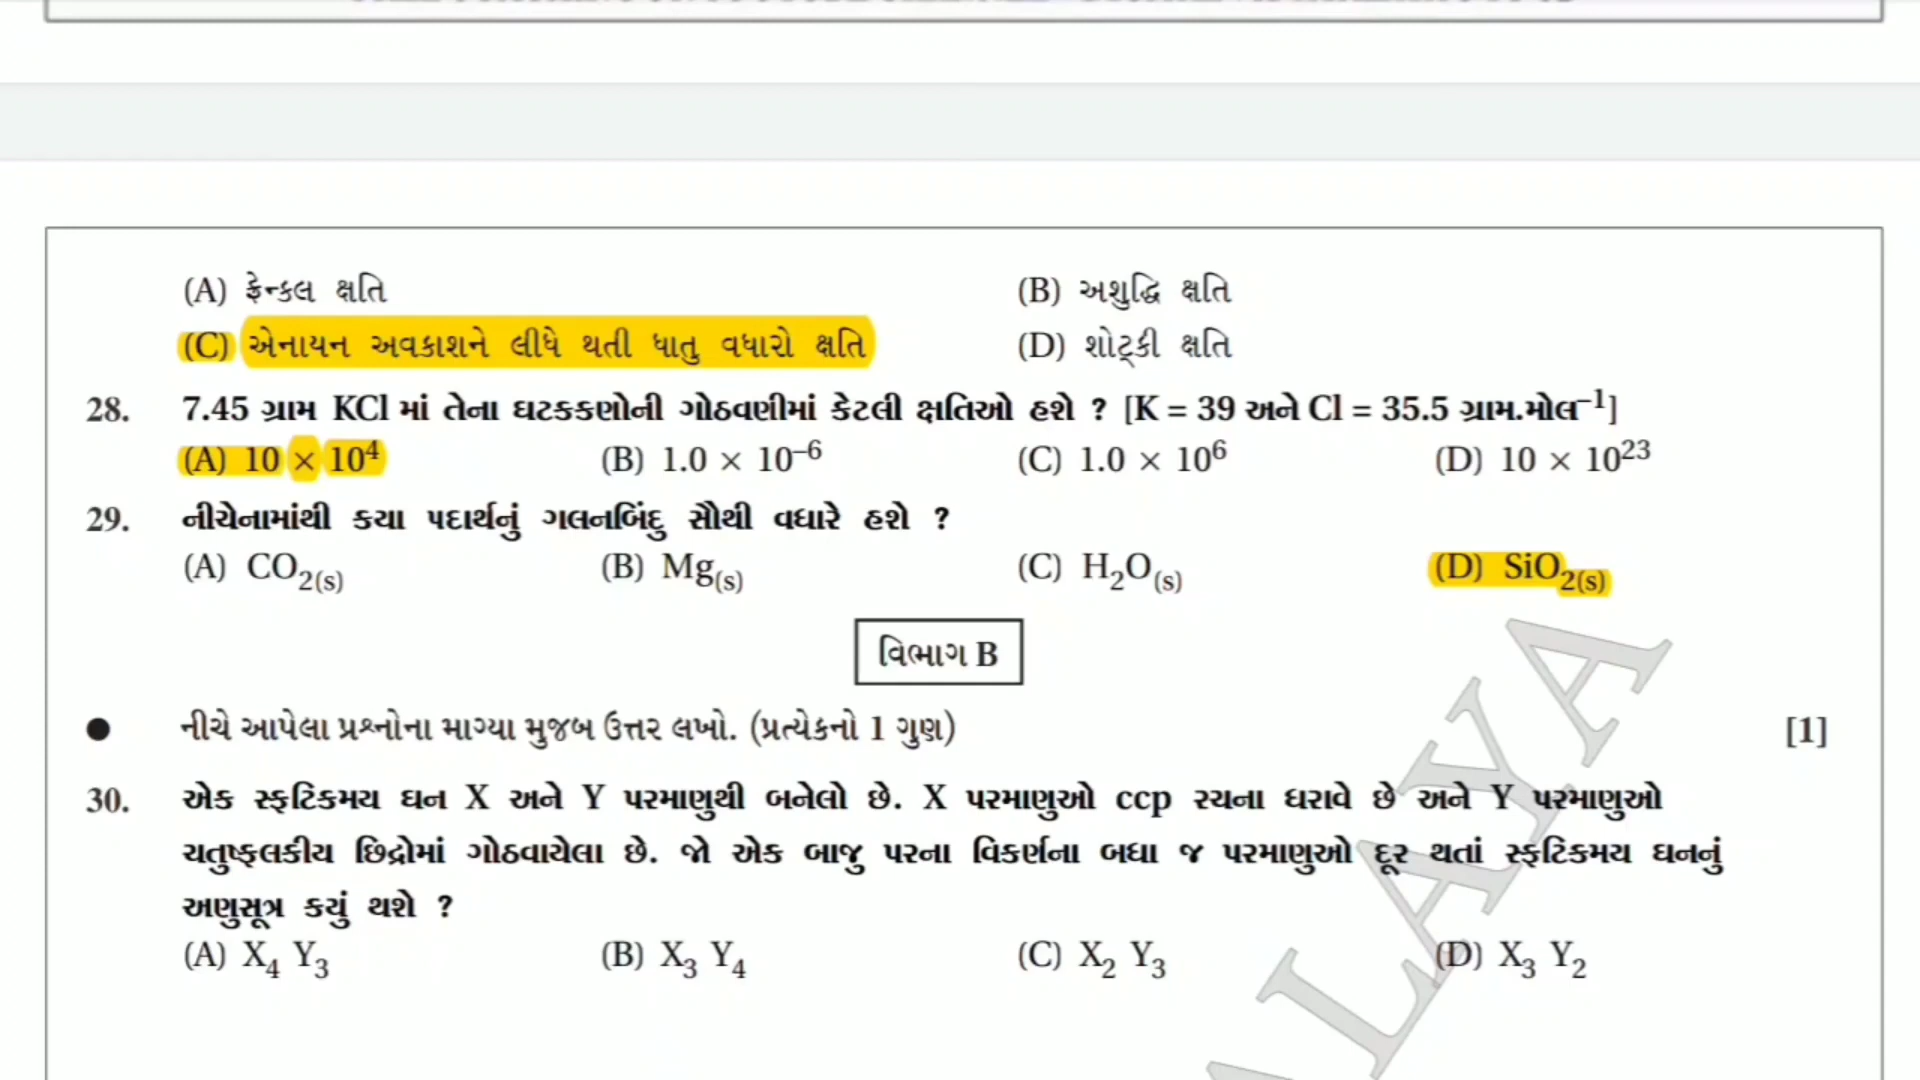 (A) ફ્રેન્કલ ક્ષતિ (B) અશુદ્ધિ ક્ષતિ
(C) એનાયન અવકાશને લીધે થતી ધાતુ વધારો ક્ષતિ (D) શોટ્કી ક્ષતિ
28. 7.45 ગ્રામ KCl માં તેના ઘટકકણોની ગોઠવણીમાં કેટલી ક્ષતિઓ હશે ? [K = 39 અને Cl = 35.5 ગ્રામ.મોલ⁻¹]
(A) 10 × 10⁴ (B) 1.0 × 10⁻⁶ (C) 1.0 × 10⁶ (D) 10 × 10²³
29. નીચેનામાંથી કયા પદાર્થનું ગલનબિંદુ સૌથી વધારે હશે ?
(A) CO₂₍ₛ₎ (B) Mg₍ₛ₎ (C) H₂O₍ₛ₎ (D) SiO₂₍ₛ₎
વિભાગ B
● નીચે આપેલા પ્રશ્નોના માગ્યા મુજબ ઉત્તર લખો. (પ્રત્યેકનો 1 ગુણ) [1]
30. એક સ્ફટિકમય ઘન X અને Y પરમાણુથી બનેલો છે. X પરમાણુઓ ccp રચના ધરાવે છે અને Y પરમાણુઓ
ચતુષ્ફલકીય છિદ્રોમાં ગોઠવાયેલા છે. જો એક બાજુ પરના વિકર્ણના બધા જ પરમાણુઓ દૂર થતાં સ્ફટિકમય ઘનનું
અણુસૂત્ર કયું થશે ?
(A) X₄ Y₃ (B) X₃ Y₄ (C) X₂ Y₃ (D) X₃ Y₂
ALAYA